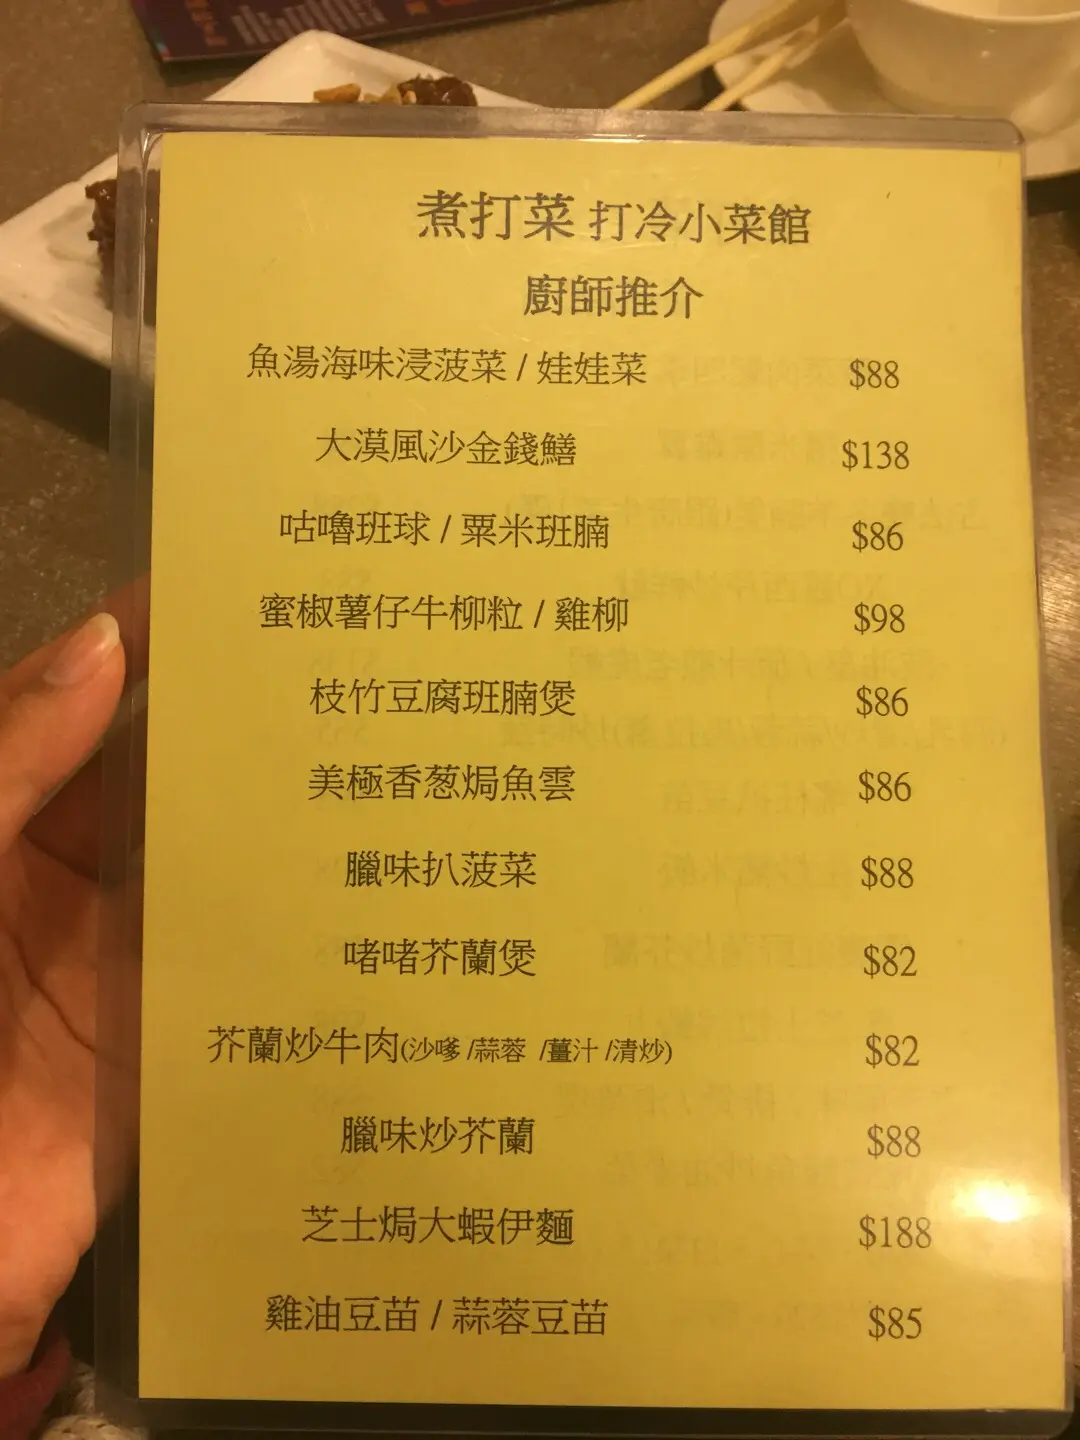 煮打菜 打冷小菜館
廚師推介
魚湯海味浸菠菜 / 娃娃菜 $88
大漠風沙金錢鱔 $138
咕嚕班球 / 粟米班腩 $86
蜜椒薯仔牛柳粒 / 雞柳 $98
枝竹豆腐班腩煲 $86
美極香葱焗魚雲 $86
臘味扒菠菜 $88
啫啫芥蘭煲 $82
芥蘭炒牛肉(沙嗲 /蒜蓉 /薑汁 /清炒) $82
臘味炒芥蘭 $88
芝士焗大蝦伊麵 $188
雞油豆苗 / 蒜蓉豆苗 $85